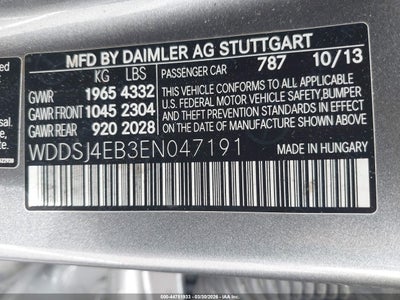 MFD BY DAIMLER AG STUTTGART
KG LBS
PASSENGER CAR 787 10/13
GVWR 1965 4332
GAWR FRONT 1045 2304
GAWR REAR 920 2028
THIS VEHICLE CONFORMS TO ALL APPLICABLE
U.S. FEDERAL MOTOR VEHICLE SAFETY, BUMPER
AND THEFT PREVENTION STANDARDS
IN EFFECT ON THE DATE OF
MANUFACTURE SHOWN ABOVE.
WDDSJ4EB3EN047191
MADE IN HUNGARY